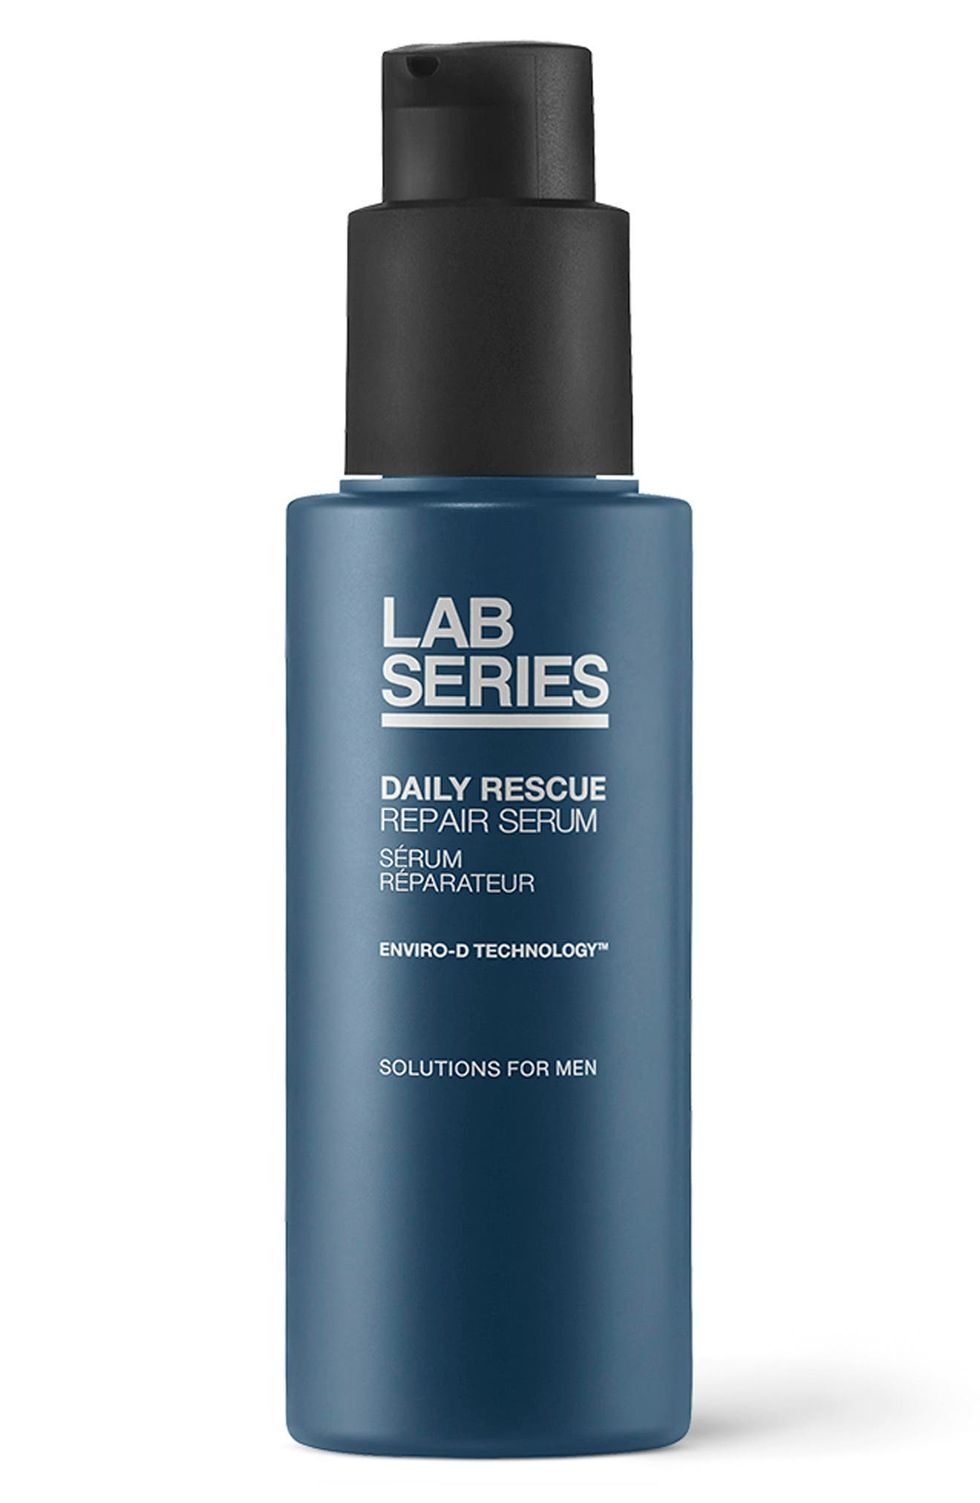 LAB
SERIES
DAILY RESCUE
REPAIR SERUM
SÉRUM
RÉPARATEUR
ENVIRO-D TECHNOLOGY™
SOLUTIONS FOR MEN